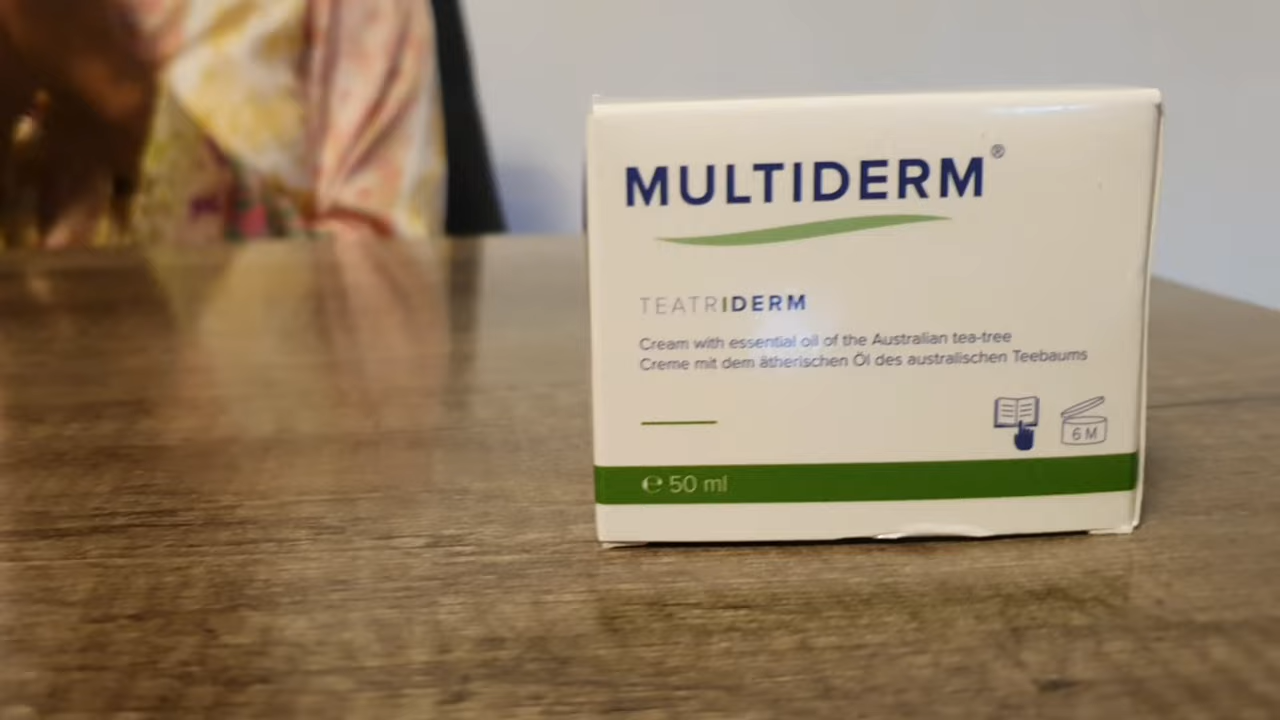 MULTIDERM®
TEATRIDERM
Cream with essential oil of the Australian tea-tree
Creme mit dem ätherischen Öl des australischen Teebaums
6 M
℮ 50 ml